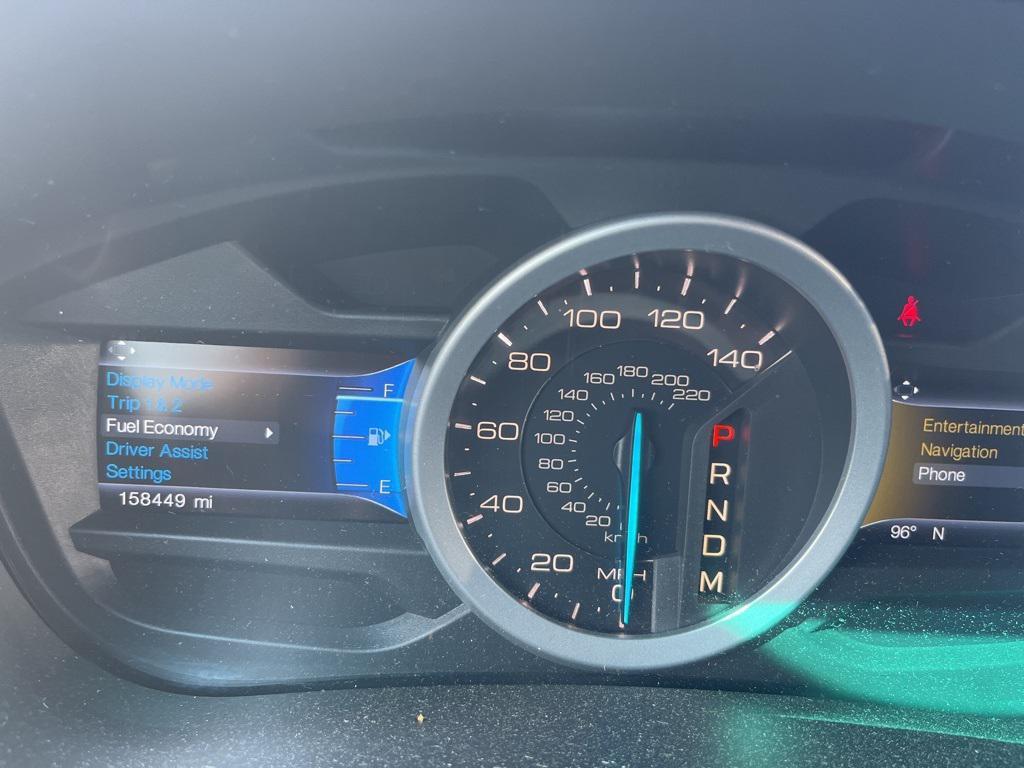 Display Mode
Trip 1 & 2
Fuel Economy
Driver Assist
Settings
158449 mi
F
E
0
20
40
60
80
100
120
140
MPH
20
40
60
80
100
120
140
160
180
200
220
km/h
P
R
N
D
M
Entertainment
Navigation
Phone
96° N